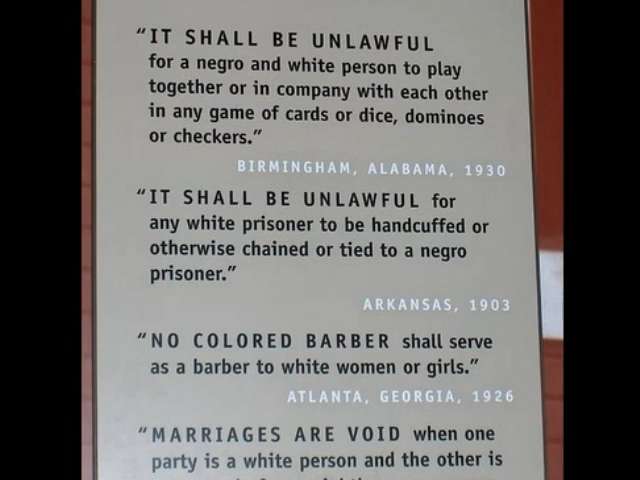 “IT SHALL BE UNLAWFUL
for a negro and white person to play
together or in company with each other
in any game of cards or dice, dominoes
or checkers.”
BIRMINGHAM, ALABAMA, 1930
“IT SHALL BE UNLAWFUL for
any white prisoner to be handcuffed or
otherwise chained or tied to a negro
prisoner.”
ARKANSAS, 1903
“NO COLORED BARBER shall serve
as a barber to white women or girls.”
ATLANTA, GEORGIA, 1926
“MARRIAGES ARE VOID when one
party is a white person and the other is